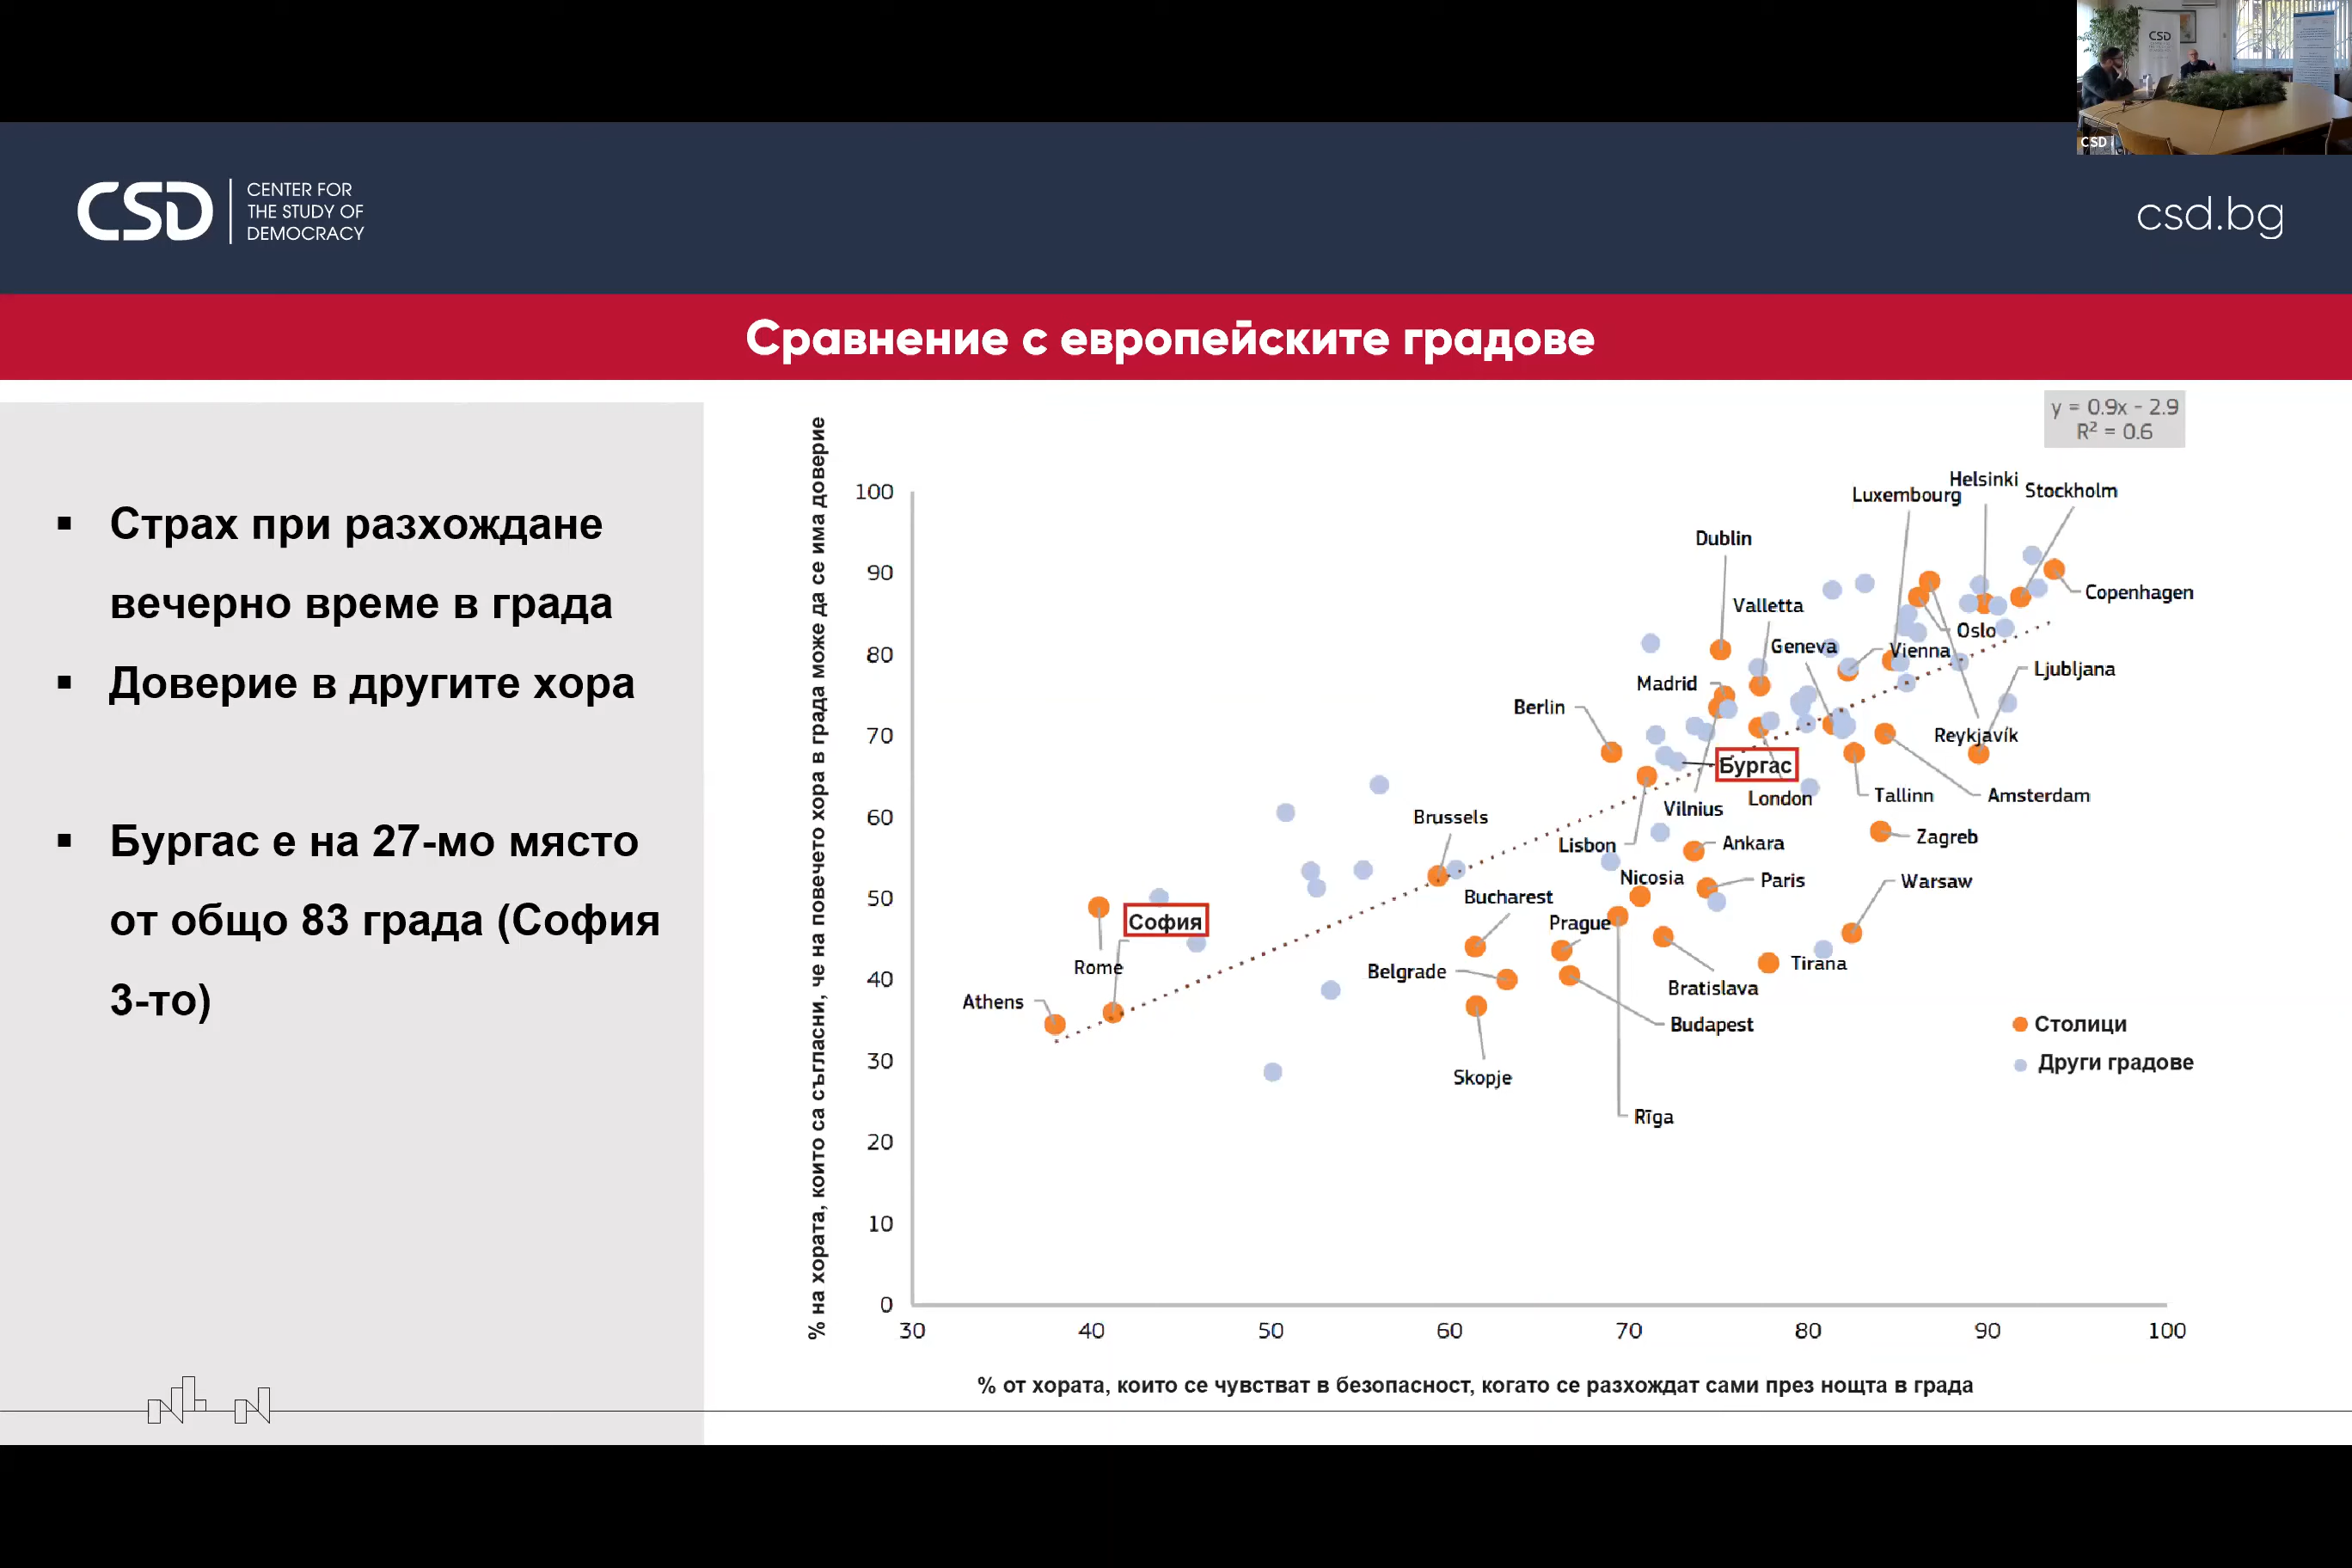 CSD
CSD
CENTER FOR
THE STUDY OF
DEMOCRACY
csd.bg
Сравнение с европейските градове
▪ Страх при разхождане
вечерно време в града
▪ Доверие в другите хора
▪ Бургас е на 27-мо място
от общо 83 града (София
3-то)
y = 0.9x - 2.9
R² = 0.6
% на хората, които са съгласни, че на повечето хора в града може да се има доверие
100
90
80
70
60
50
40
30
20
10
0
Helsinki
Luxembourg
Stockholm
Dublin
Copenhagen
Valletta
Oslo
Geneva
Vienna
Ljubljana
Madrid
Berlin
Reykjavík
Бургас
Vilnius
London
Tallinn
Amsterdam
Brussels
Lisbon
Ankara
Zagreb
Nicosia
Paris
Warsaw
Bucharest
Prague
София
Rome
Belgrade
Tirana
Bratislava
Athens
Budapest
Skopje
Rīga
Столици
Други градове
30
40
50
60
70
80
90
100
% от хората, които се чувстват в безопасност, когато се разхождат сами през нощта в града
CSD